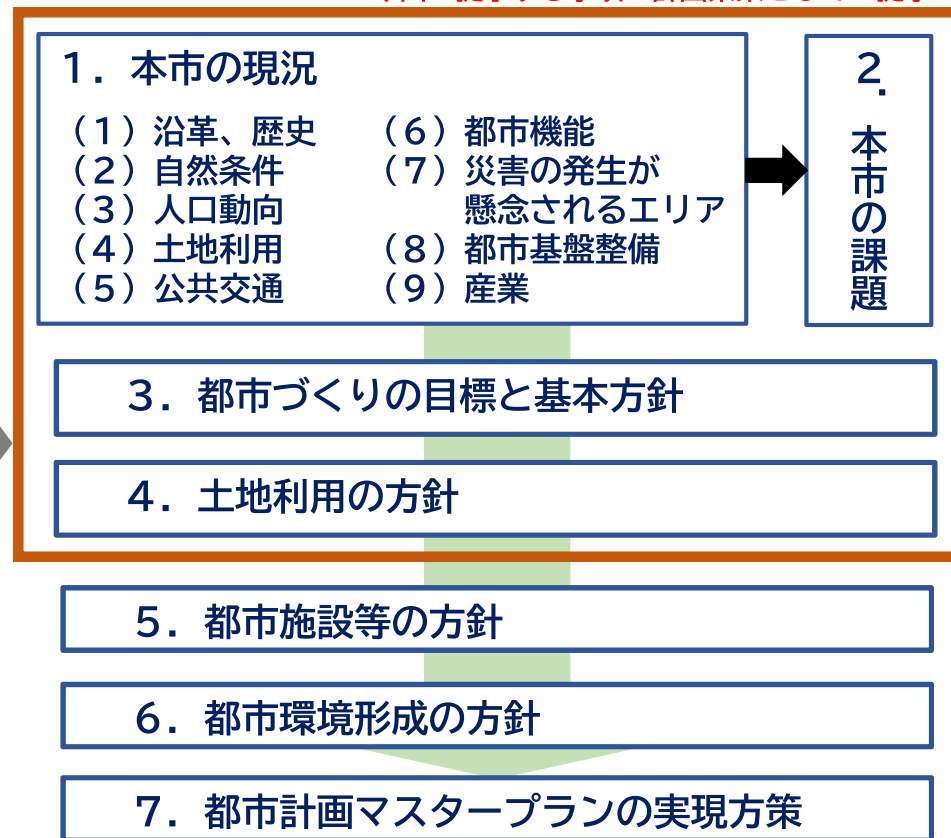 1．本市の現況
（1）沿革、歴史
（2）自然条件
（3）人口動向
（4）土地利用
（5）公共交通
（6）都市機能
（7）災害の発生が
懸念されるエリア
（8）都市基盤整備
（9）産業
2．本市の課題
3．都市づくりの目標と基本方針
4．土地利用の方針
5．都市施設等の方針
6．都市環境形成の方針
7．都市計画マスタープランの実現方策